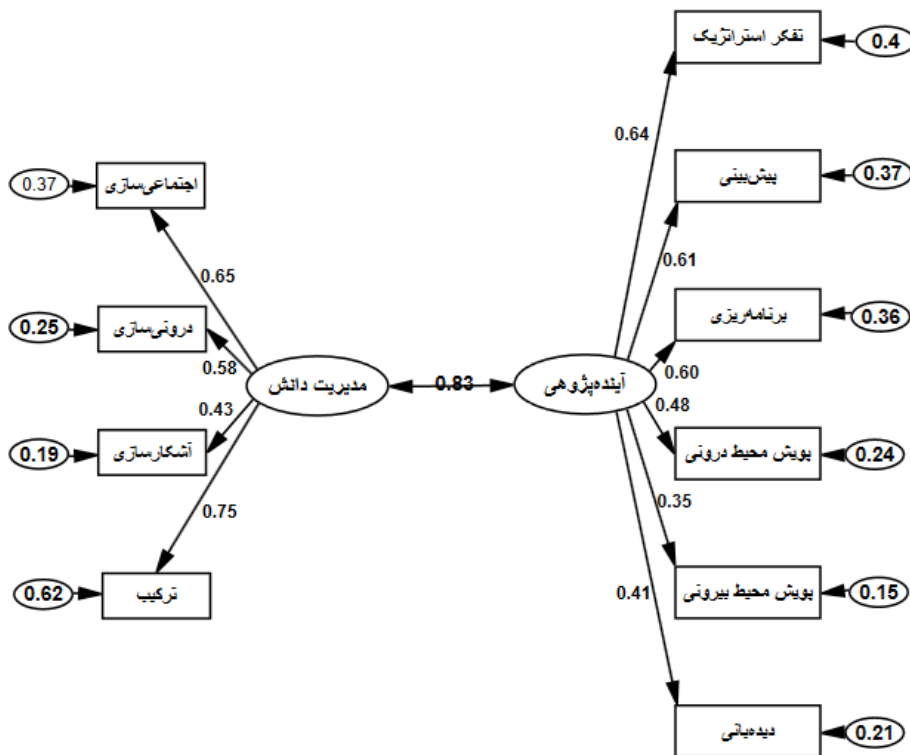 تفکر استراتژیک
0.4
0.64
پیش‌بینی
0.37
0.61
اجتماعی‌سازی
0.37
0.65
برنامه‌ریزی
0.36
0.60
درونی‌سازی
0.25
0.58
مدیریت دانش
0.83
آینده‌پژوهی
0.48
0.43
آشکارسازی
0.19
پویش محیط درونی
0.24
0.75
0.35
ترکیب
0.62
پویش محیط بیرونی
0.15
0.41
دیده‌بانی
0.21